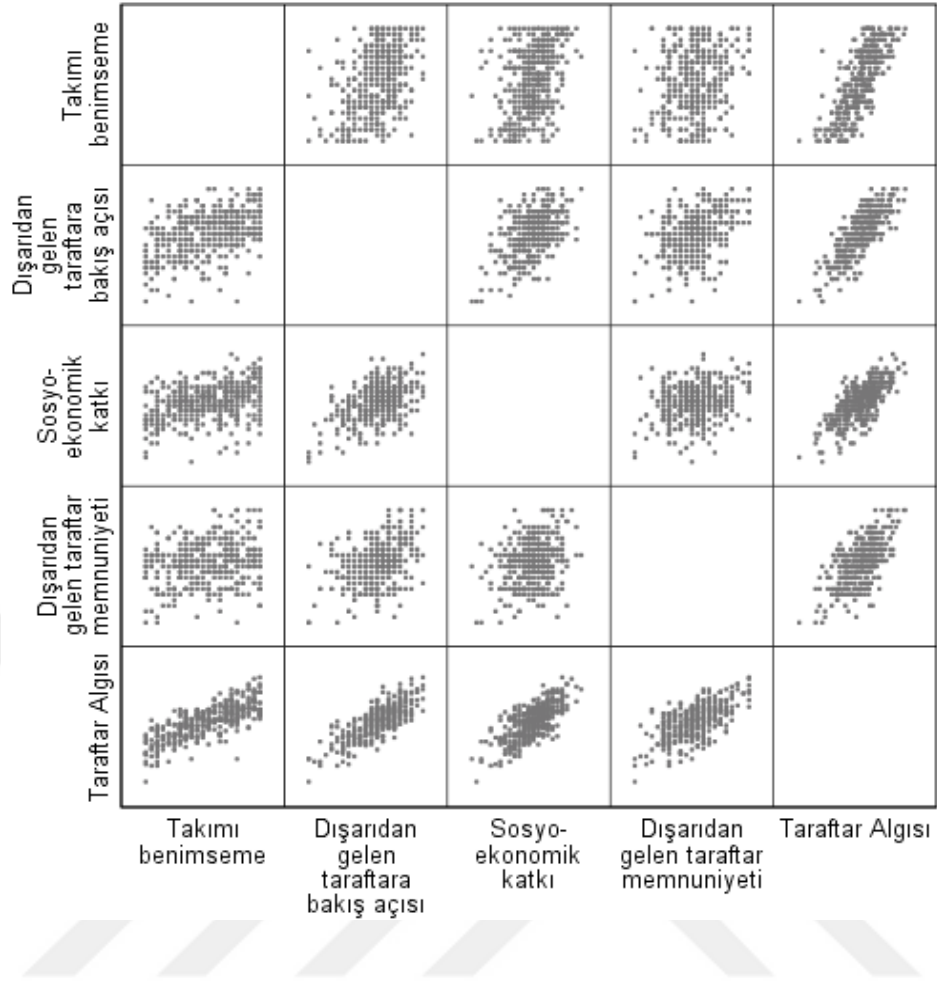 Takımı
benimseme
Dışarıdan
gelen
taraftara
bakış açısı
Sosyo-
ekonomik
katkı
Dışarıdan
gelen taraftar
memnuniyeti
Taraftar Algısı
Takımı
benimseme
Dışarıdan
gelen
taraftara
bakış açısı
Sosyo-
ekonomik
katkı
Dışarıdan
gelen taraftar
memnuniyeti
Taraftar Algısı